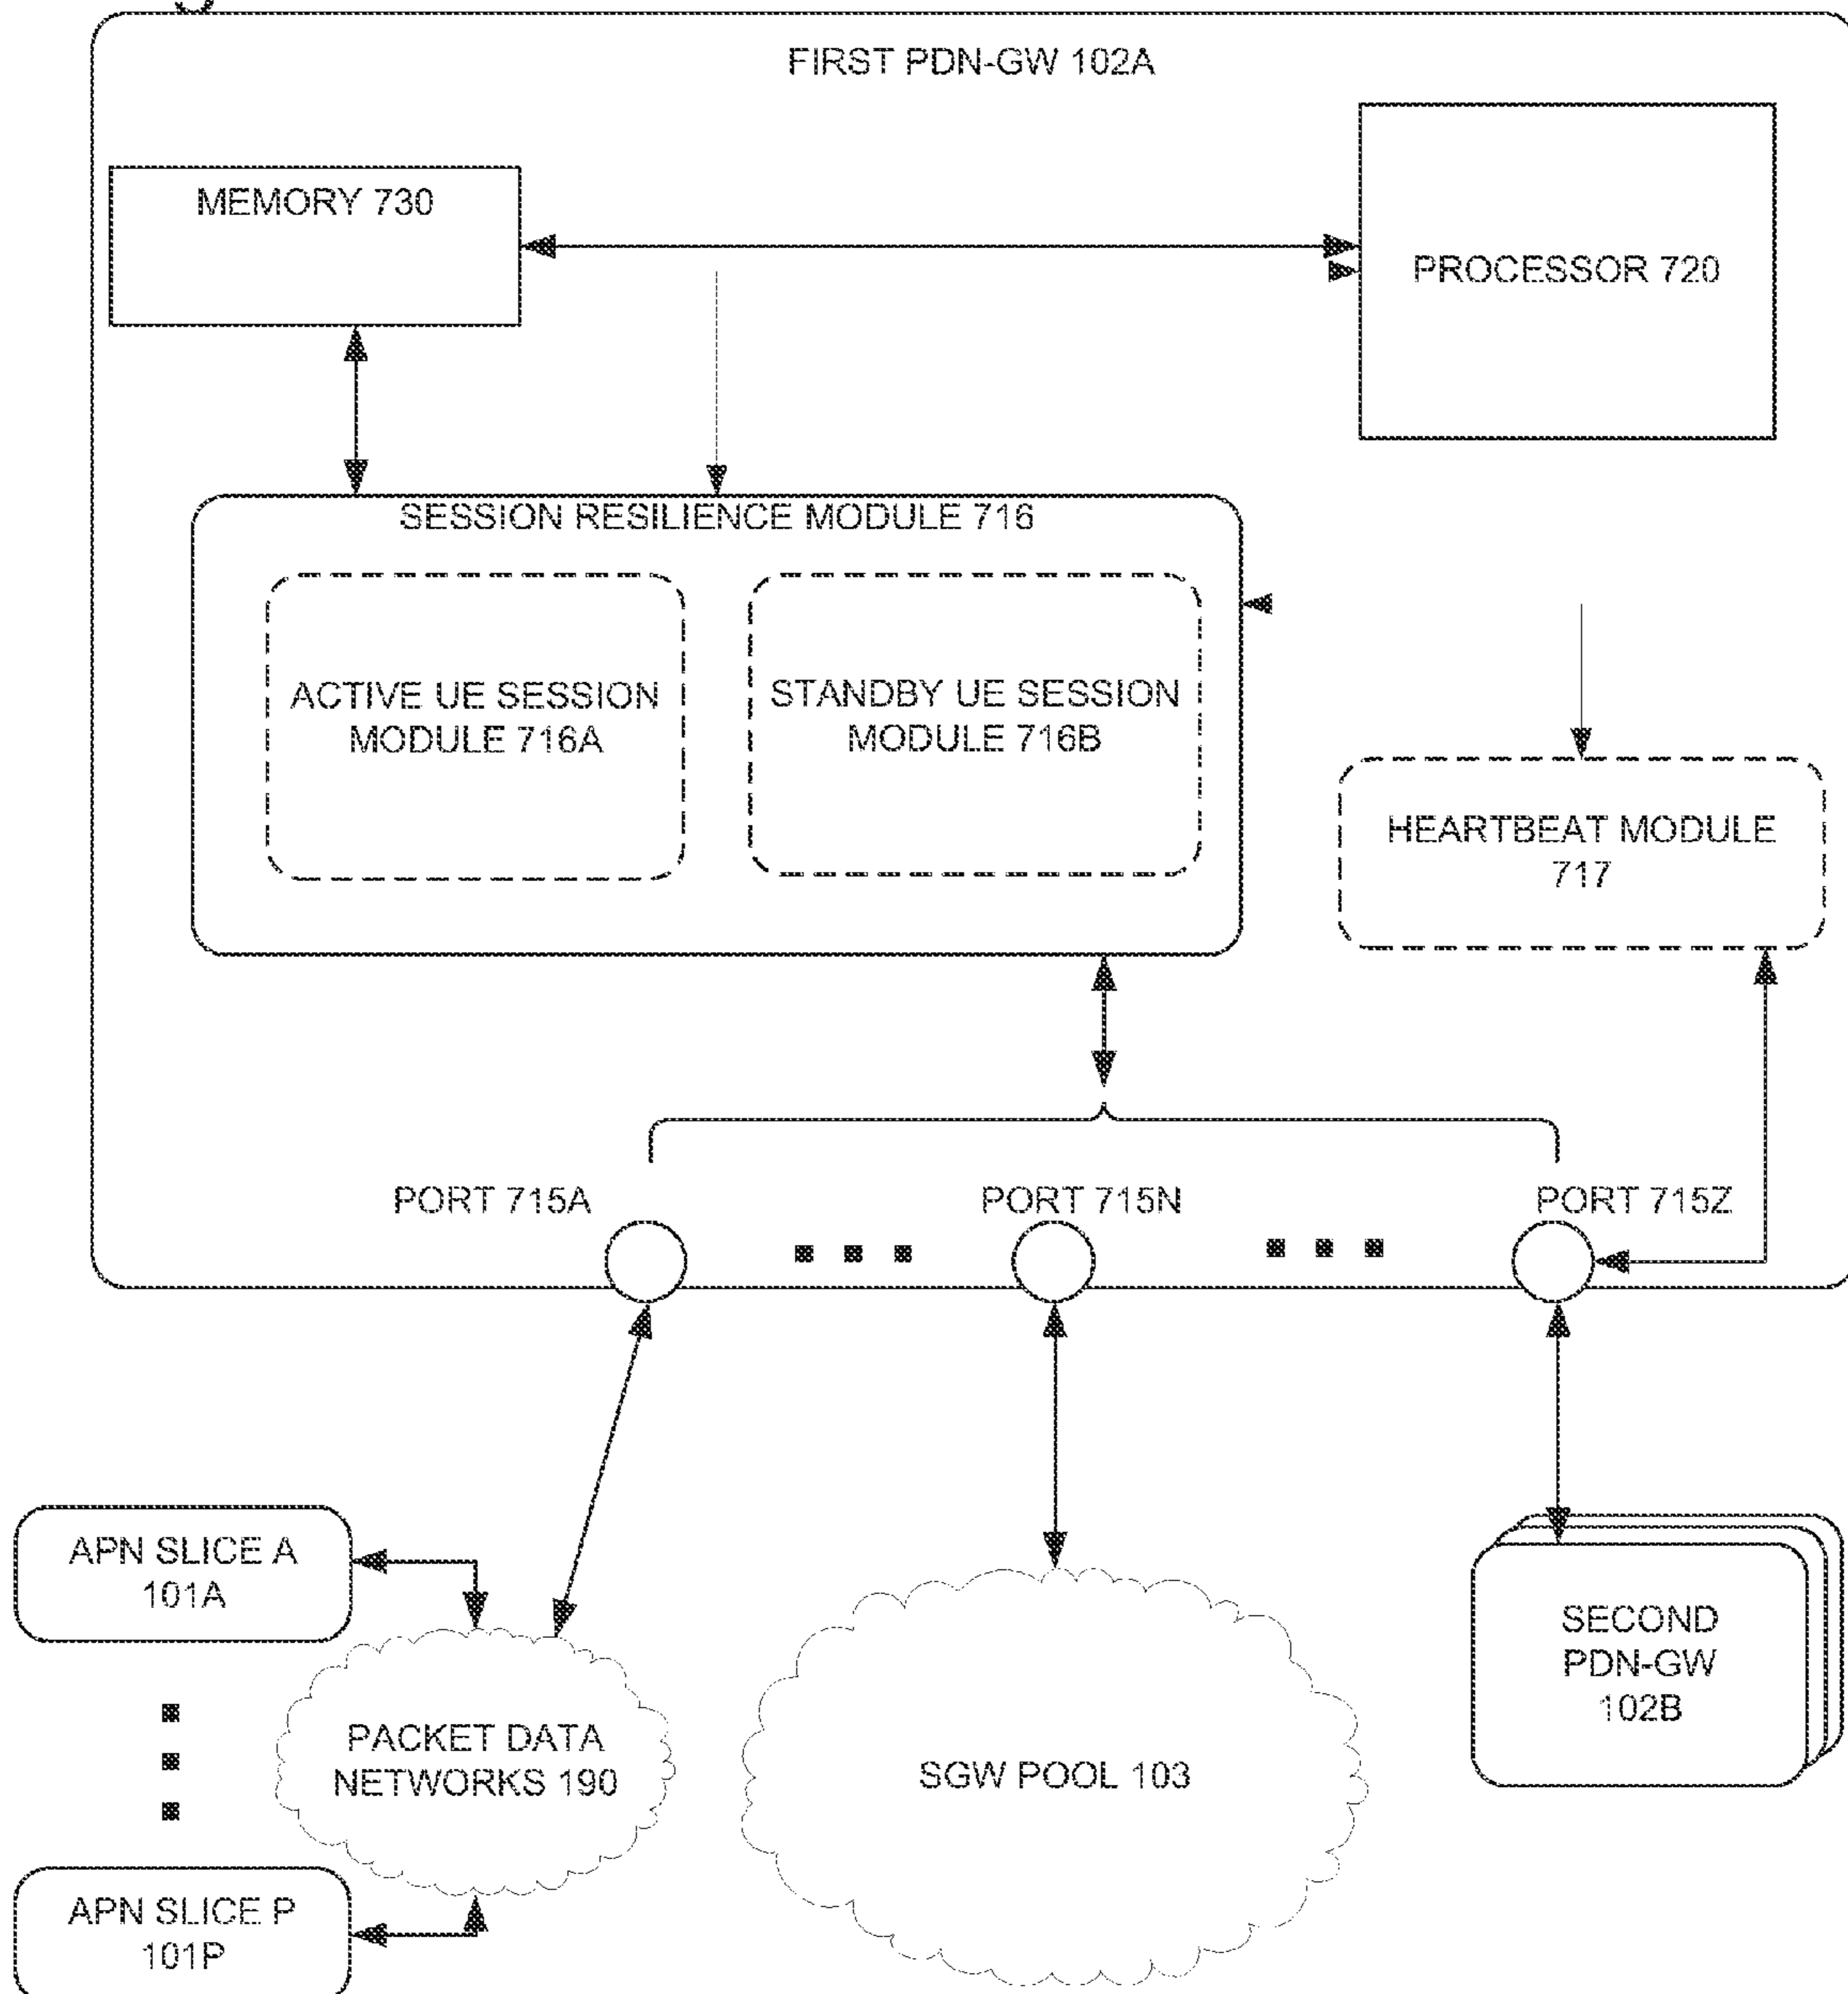 FIRST PDN-GW 102A
MEMORY 730
PROCESSOR 720
SESSION RESILIENCE MODULE 716
ACTIVE UE SESSION
MODULE 716A
STANDBY UE SESSION
MODULE 716B
HEARTBEAT MODULE
717
PORT 715A
PORT 715N
PORT 715Z
APN SLICE A
101A
PACKET DATA
NETWORKS 190
SGW POOL 103
SECOND
PDN-GW
102B
APN SLICE P
101P